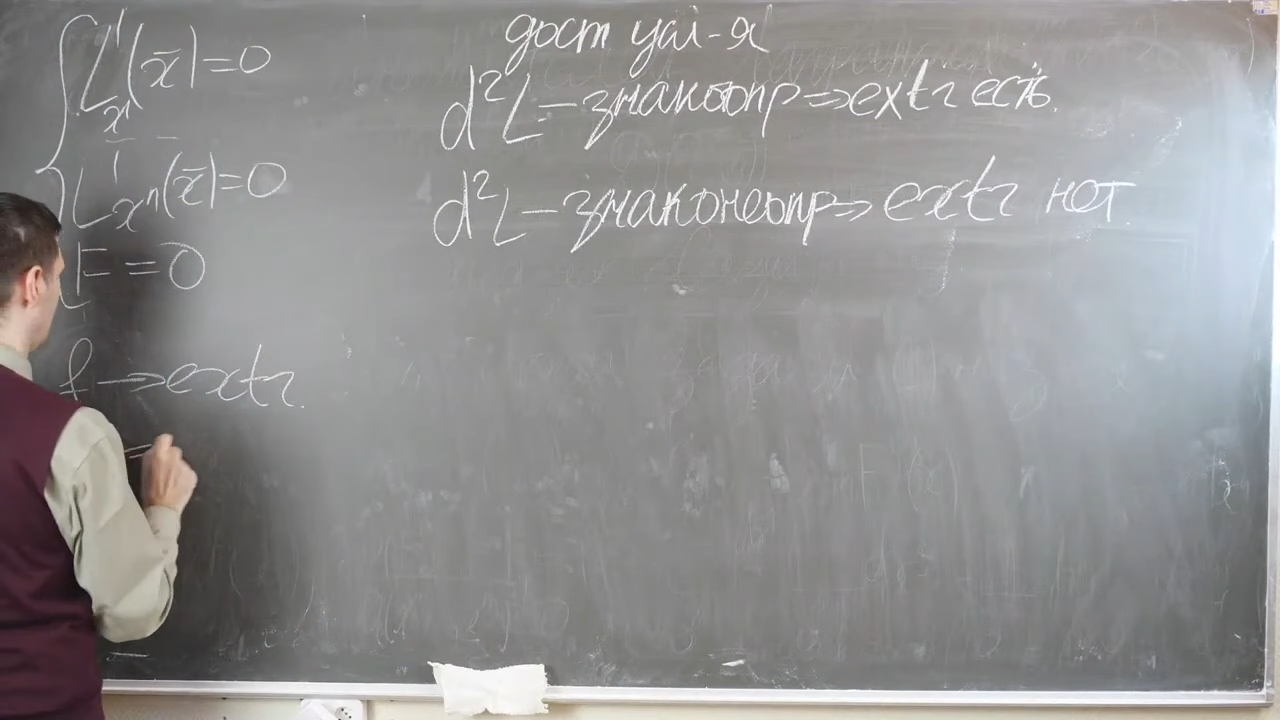 L'x¹(x̄)=0
L'xⁿ(x̄)=0
F=0
f→extr.
=
дост усл-я
d²L-знакоопр⇒extr есть.
d²L-знаконеопр⇒extr нет.